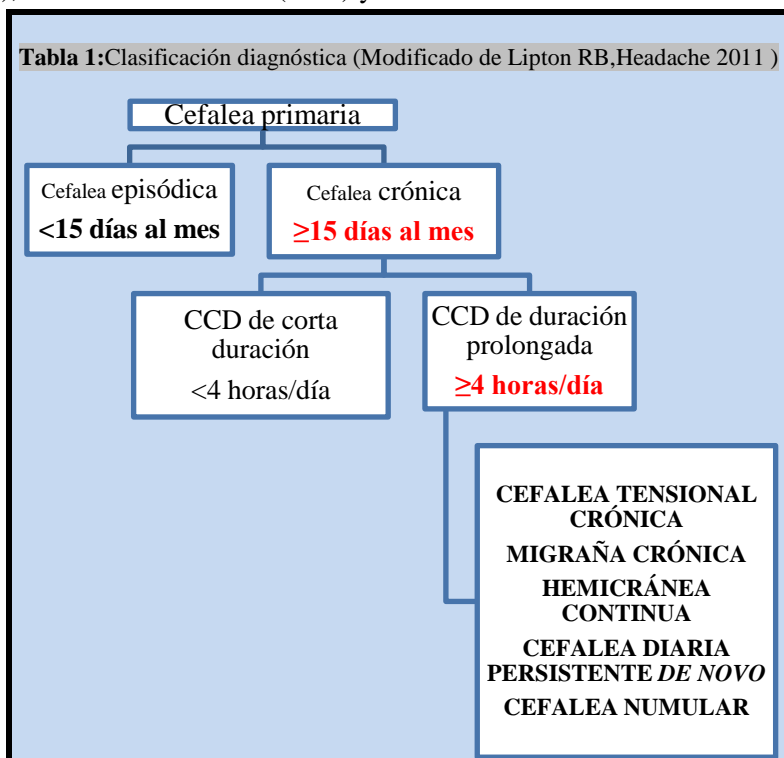 Tabla 1:Clasificación diagnóstica (Modificado de Lipton RB,Headache 2011 )
Cefalea primaria
Cefalea episódica
<15 días al mes
Cefalea crónica
≥15 días al mes
CCD de corta
duración
<4 horas/día
CCD de duración
prolongada
≥4 horas/día
CEFALEA TENSIONAL
CRÓNICA
MIGRAÑA CRÓNICA
HEMICRÁNEA
CONTINUA
CEFALEA DIARIA
PERSISTENTE DE NOVO
CEFALEA NUMULAR